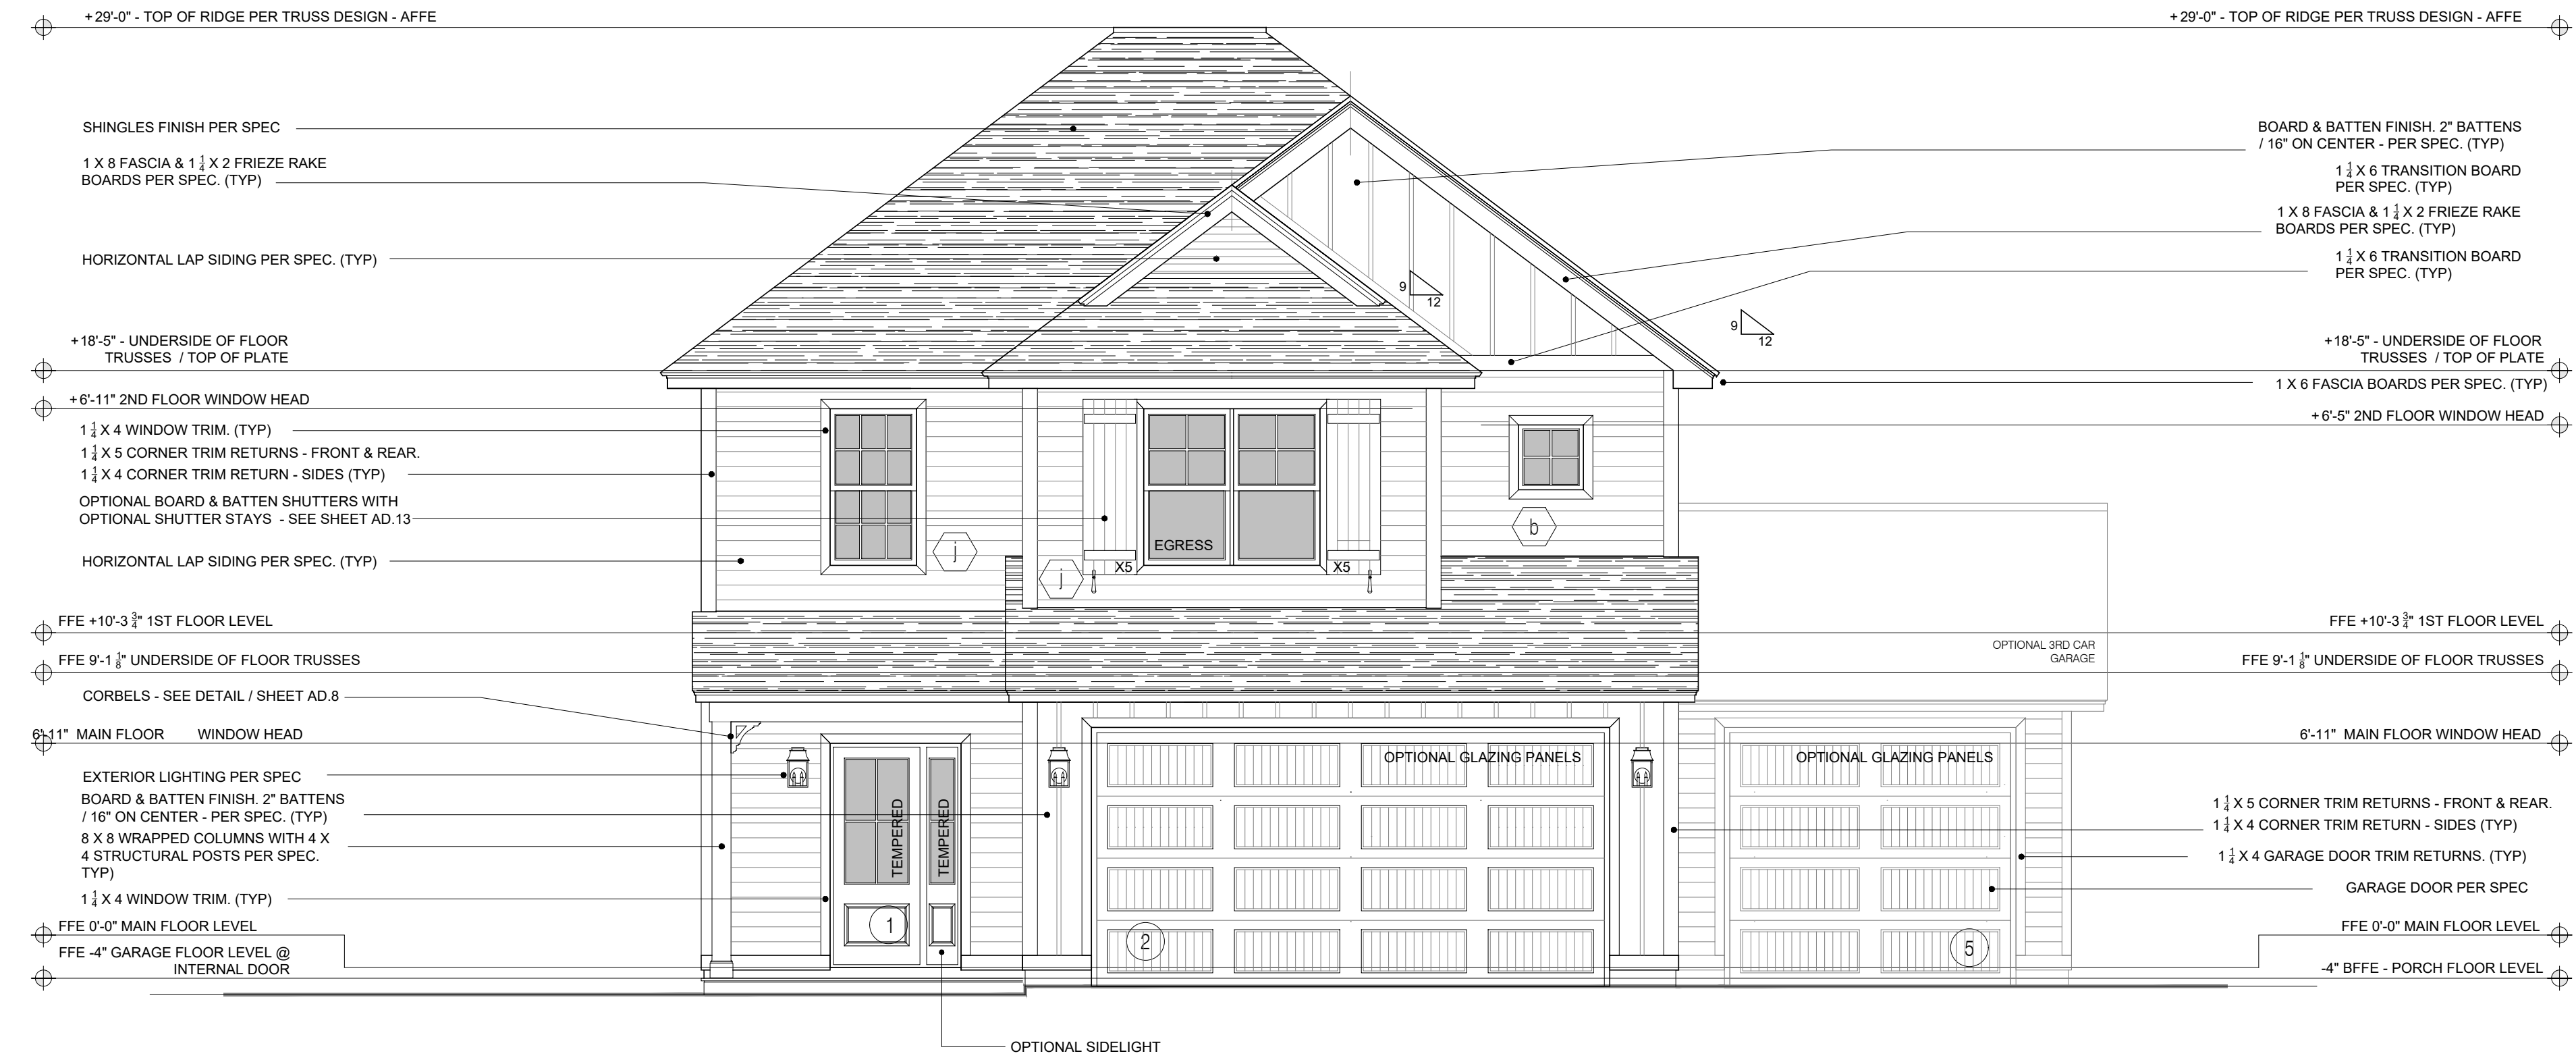 +29'-0" - TOP OF RIDGE PER TRUSS DESIGN - AFFE
+29'-0" - TOP OF RIDGE PER TRUSS DESIGN - AFFE
SHINGLES FINISH PER SPEC
1 X 8 FASCIA & 1 1/4 X 2 FRIEZE RAKE
BOARDS PER SPEC. (TYP)
HORIZONTAL LAP SIDING PER SPEC. (TYP)
+18'-5" - UNDERSIDE OF FLOOR
TRUSSES / TOP OF PLATE
+6'-11" 2ND FLOOR WINDOW HEAD
1 1/4 X 4 WINDOW TRIM. (TYP)
1 1/4 X 5 CORNER TRIM RETURNS - FRONT & REAR.
1 1/4 X 4 CORNER TRIM RETURN - SIDES (TYP)
OPTIONAL BOARD & BATTEN SHUTTERS WITH
OPTIONAL SHUTTER STAYS - SEE SHEET AD.13
HORIZONTAL LAP SIDING PER SPEC. (TYP)
FFE +10'-3 3/4" 1ST FLOOR LEVEL
FFE 9'-1 1/8" UNDERSIDE OF FLOOR TRUSSES
CORBELS - SEE DETAIL / SHEET AD.8
6'-11" MAIN FLOOR WINDOW HEAD
EXTERIOR LIGHTING PER SPEC
BOARD & BATTEN FINISH. 2" BATTENS
/ 16" ON CENTER - PER SPEC. (TYP)
8 X 8 WRAPPED COLUMNS WITH 4 X
4 STRUCTURAL POSTS PER SPEC.
TYP)
1 1/4 X 4 WINDOW TRIM. (TYP)
FFE 0'-0" MAIN FLOOR LEVEL
FFE -4" GARAGE FLOOR LEVEL @
INTERNAL DOOR
9
12
9
12
EGRESS
X5
X5
j
j
b
TEMPERED
TEMPERED
1
2
5
OPTIONAL GLAZING PANELS
OPTIONAL GLAZING PANELS
OPTIONAL 3RD CAR
GARAGE
OPTIONAL SIDELIGHT
BOARD & BATTEN FINISH. 2" BATTENS
/ 16" ON CENTER - PER SPEC. (TYP)
1 1/4 X 6 TRANSITION BOARD
PER SPEC. (TYP)
1 X 8 FASCIA & 1 1/4 X 2 FRIEZE RAKE
BOARDS PER SPEC. (TYP)
1 1/4 X 6 TRANSITION BOARD
PER SPEC. (TYP)
+18'-5" - UNDERSIDE OF FLOOR
TRUSSES / TOP OF PLATE
1 X 6 FASCIA BOARDS PER SPEC. (TYP)
+6'-5" 2ND FLOOR WINDOW HEAD
FFE +10'-3 3/4" 1ST FLOOR LEVEL
FFE 9'-1 1/8" UNDERSIDE OF FLOOR TRUSSES
6'-11" MAIN FLOOR WINDOW HEAD
1 1/4 X 5 CORNER TRIM RETURNS - FRONT & REAR.
1 1/4 X 4 CORNER TRIM RETURN - SIDES (TYP)
1 1/4 X 4 GARAGE DOOR TRIM RETURNS. (TYP)
GARAGE DOOR PER SPEC
FFE 0'-0" MAIN FLOOR LEVEL
-4" BFFE - PORCH FLOOR LEVEL